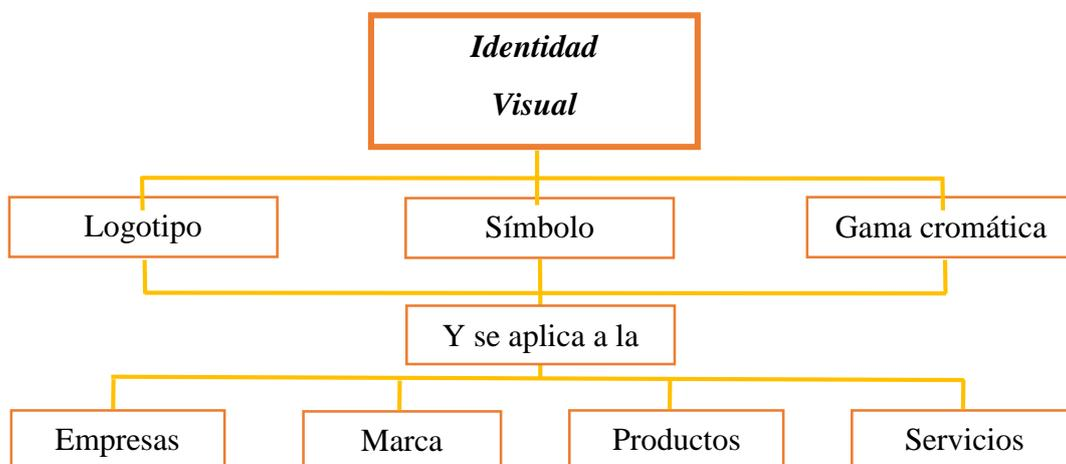 Identidad
Visual
Logotipo
Símbolo
Gama cromática
Y se aplica a la
Empresas
Marca
Productos
Servicios